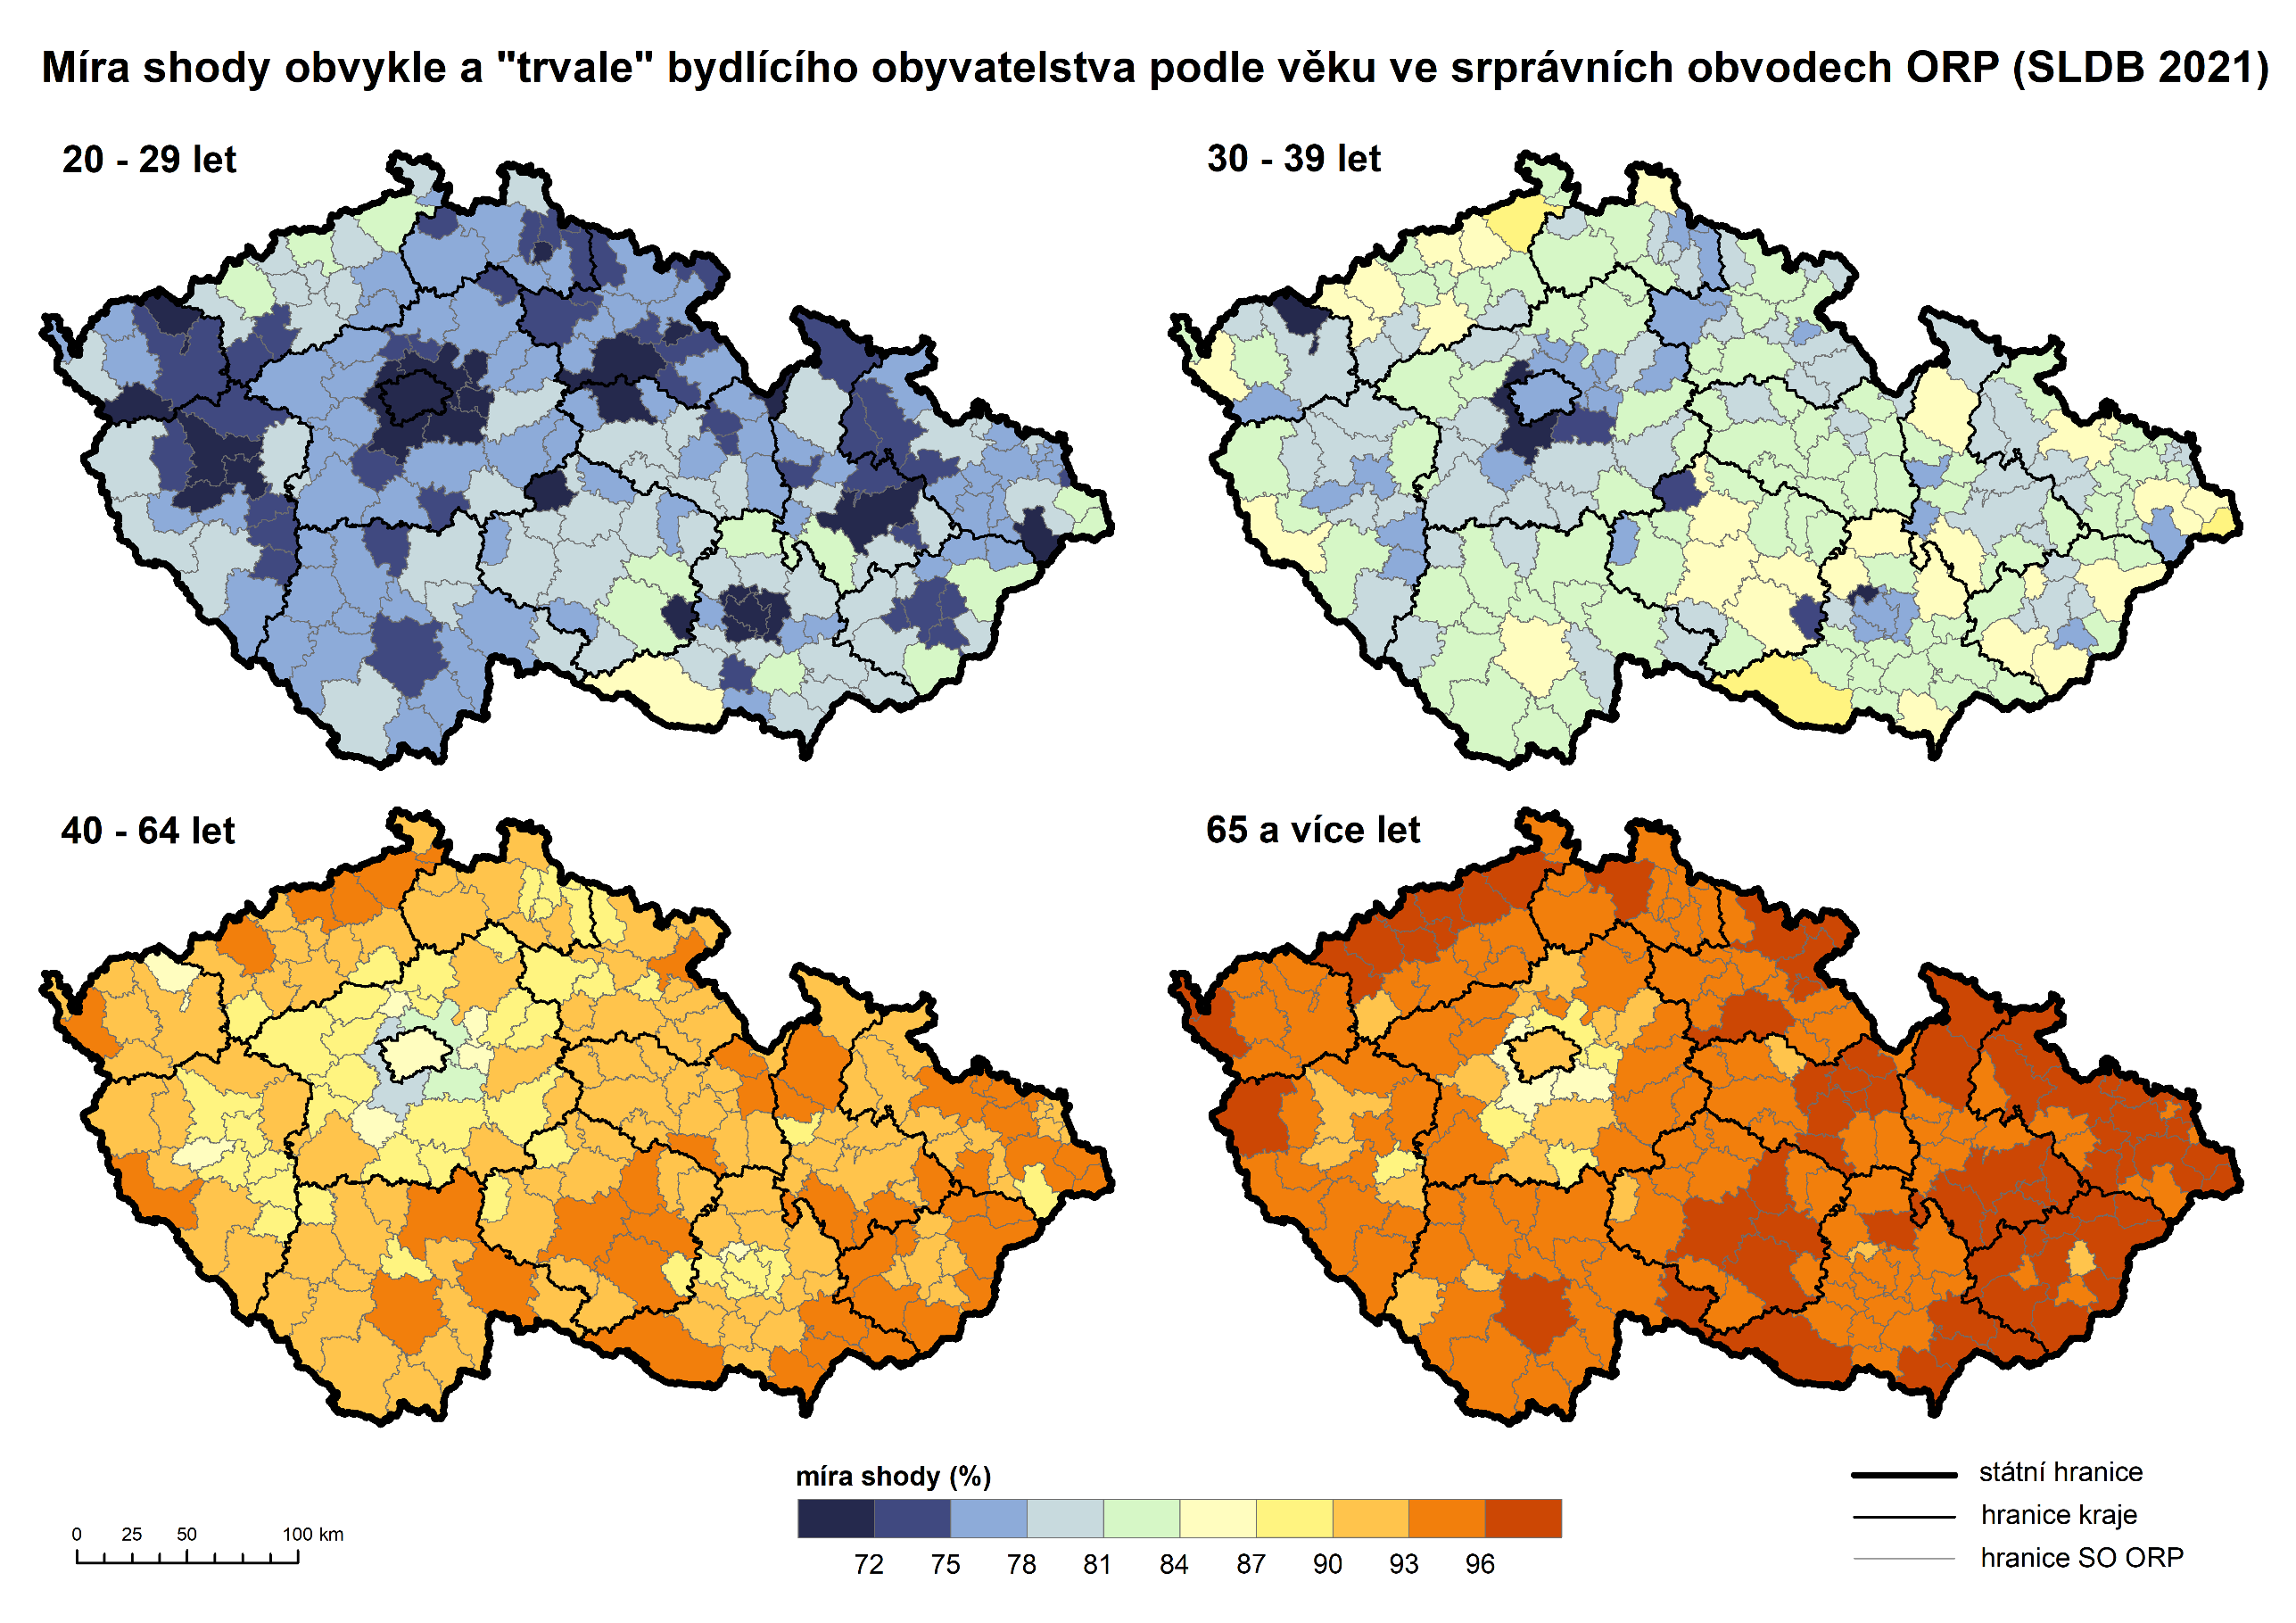 Míra shody obvykle a "trvale" bydlícího obyvatelstva podle věku ve srprávních obvodech ORP (SLDB 2021)
20 - 29 let
30 - 39 let
40 - 64 let
65 a více let
míra shody (%)
72 75 78 81 84 87 90 93 96
0 25 50 100 km
státní hranice
hranice kraje
hranice SO ORP